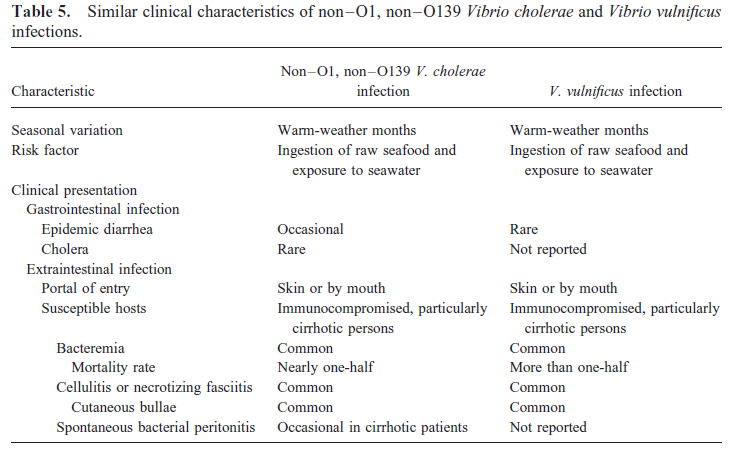 Table 5. Similar clinical characteristics of non–O1, non–O139 Vibrio cholerae and Vibrio vulnificus
infections.
Non–O1, non–O139 V. cholerae
Characteristic infection V. vulnificus infection
Seasonal variation Warm-weather months Warm-weather months
Risk factor Ingestion of raw seafood and Ingestion of raw seafood and
exposure to seawater exposure to seawater
Clinical presentation
Gastrointestinal infection
Epidemic diarrhea Occasional Rare
Cholera Rare Not reported
Extraintestinal infection
Portal of entry Skin or by mouth Skin or by mouth
Susceptible hosts Immunocompromised, particularly Immunocompromised, particularly
cirrhotic persons cirrhotic persons
Bacteremia Common Common
Mortality rate Nearly one-half More than one-half
Cellulitis or necrotizing fasciitis Common Common
Cutaneous bullae Common Common
Spontaneous bacterial peritonitis Occasional in cirrhotic patients Not reported